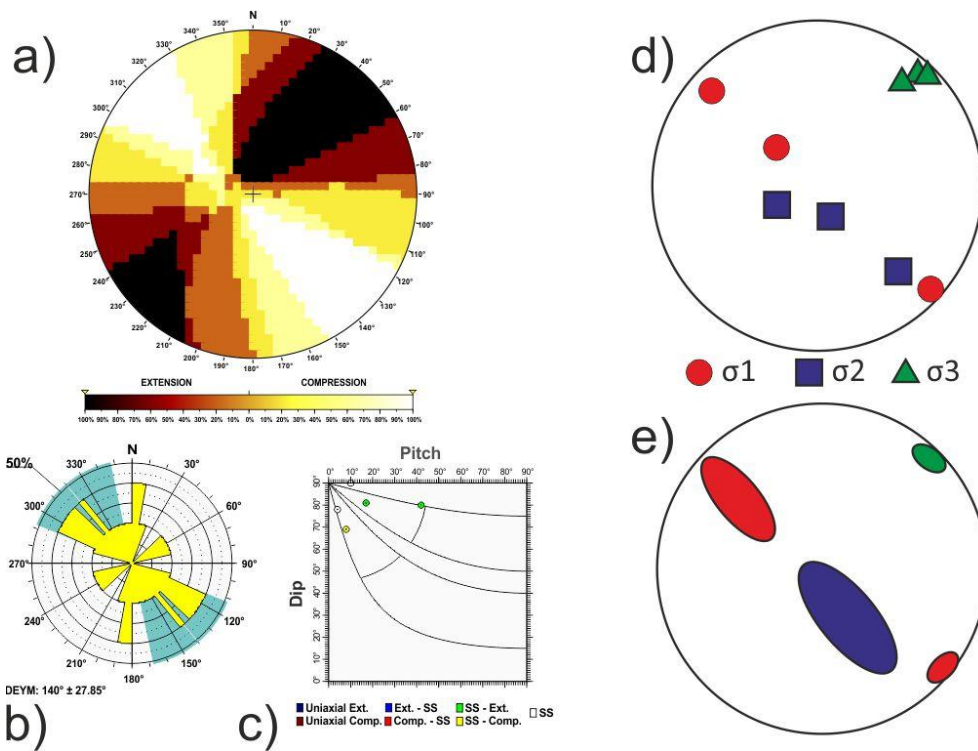 a)
N
350° 10°
340° 20°
330° 30°
320° 40°
310° 50°
300° 60°
290° 70°
280° 80°
270° 90°
260° 100°
250° 110°
240° 120°
230° 130°
220° 140°
210° 150°
200° 160°
190° 180° 170°
EXTENSION COMPRESSION
100% 90% 80% 70% 60% 50% 40% 30% 20% 10% 0% 10% 20% 30% 40% 50% 60% 70% 80% 90% 100%
b)
50%
N
330° 30°
300° 60°
270° 90°
240° 120°
210° 150°
180°
DEYM: 140° ± 27.85°
c)
Pitch
0° 10° 20° 30° 40° 50° 60° 70° 80° 90°
Dip
90°
80°
70°
60°
50°
40°
30°
20°
10°
0°
Uniaxial Ext. Ext. - SS SS - Ext. SS
Uniaxial Comp. Comp. - SS SS - Comp.
d)
σ1 σ2 σ3
e)